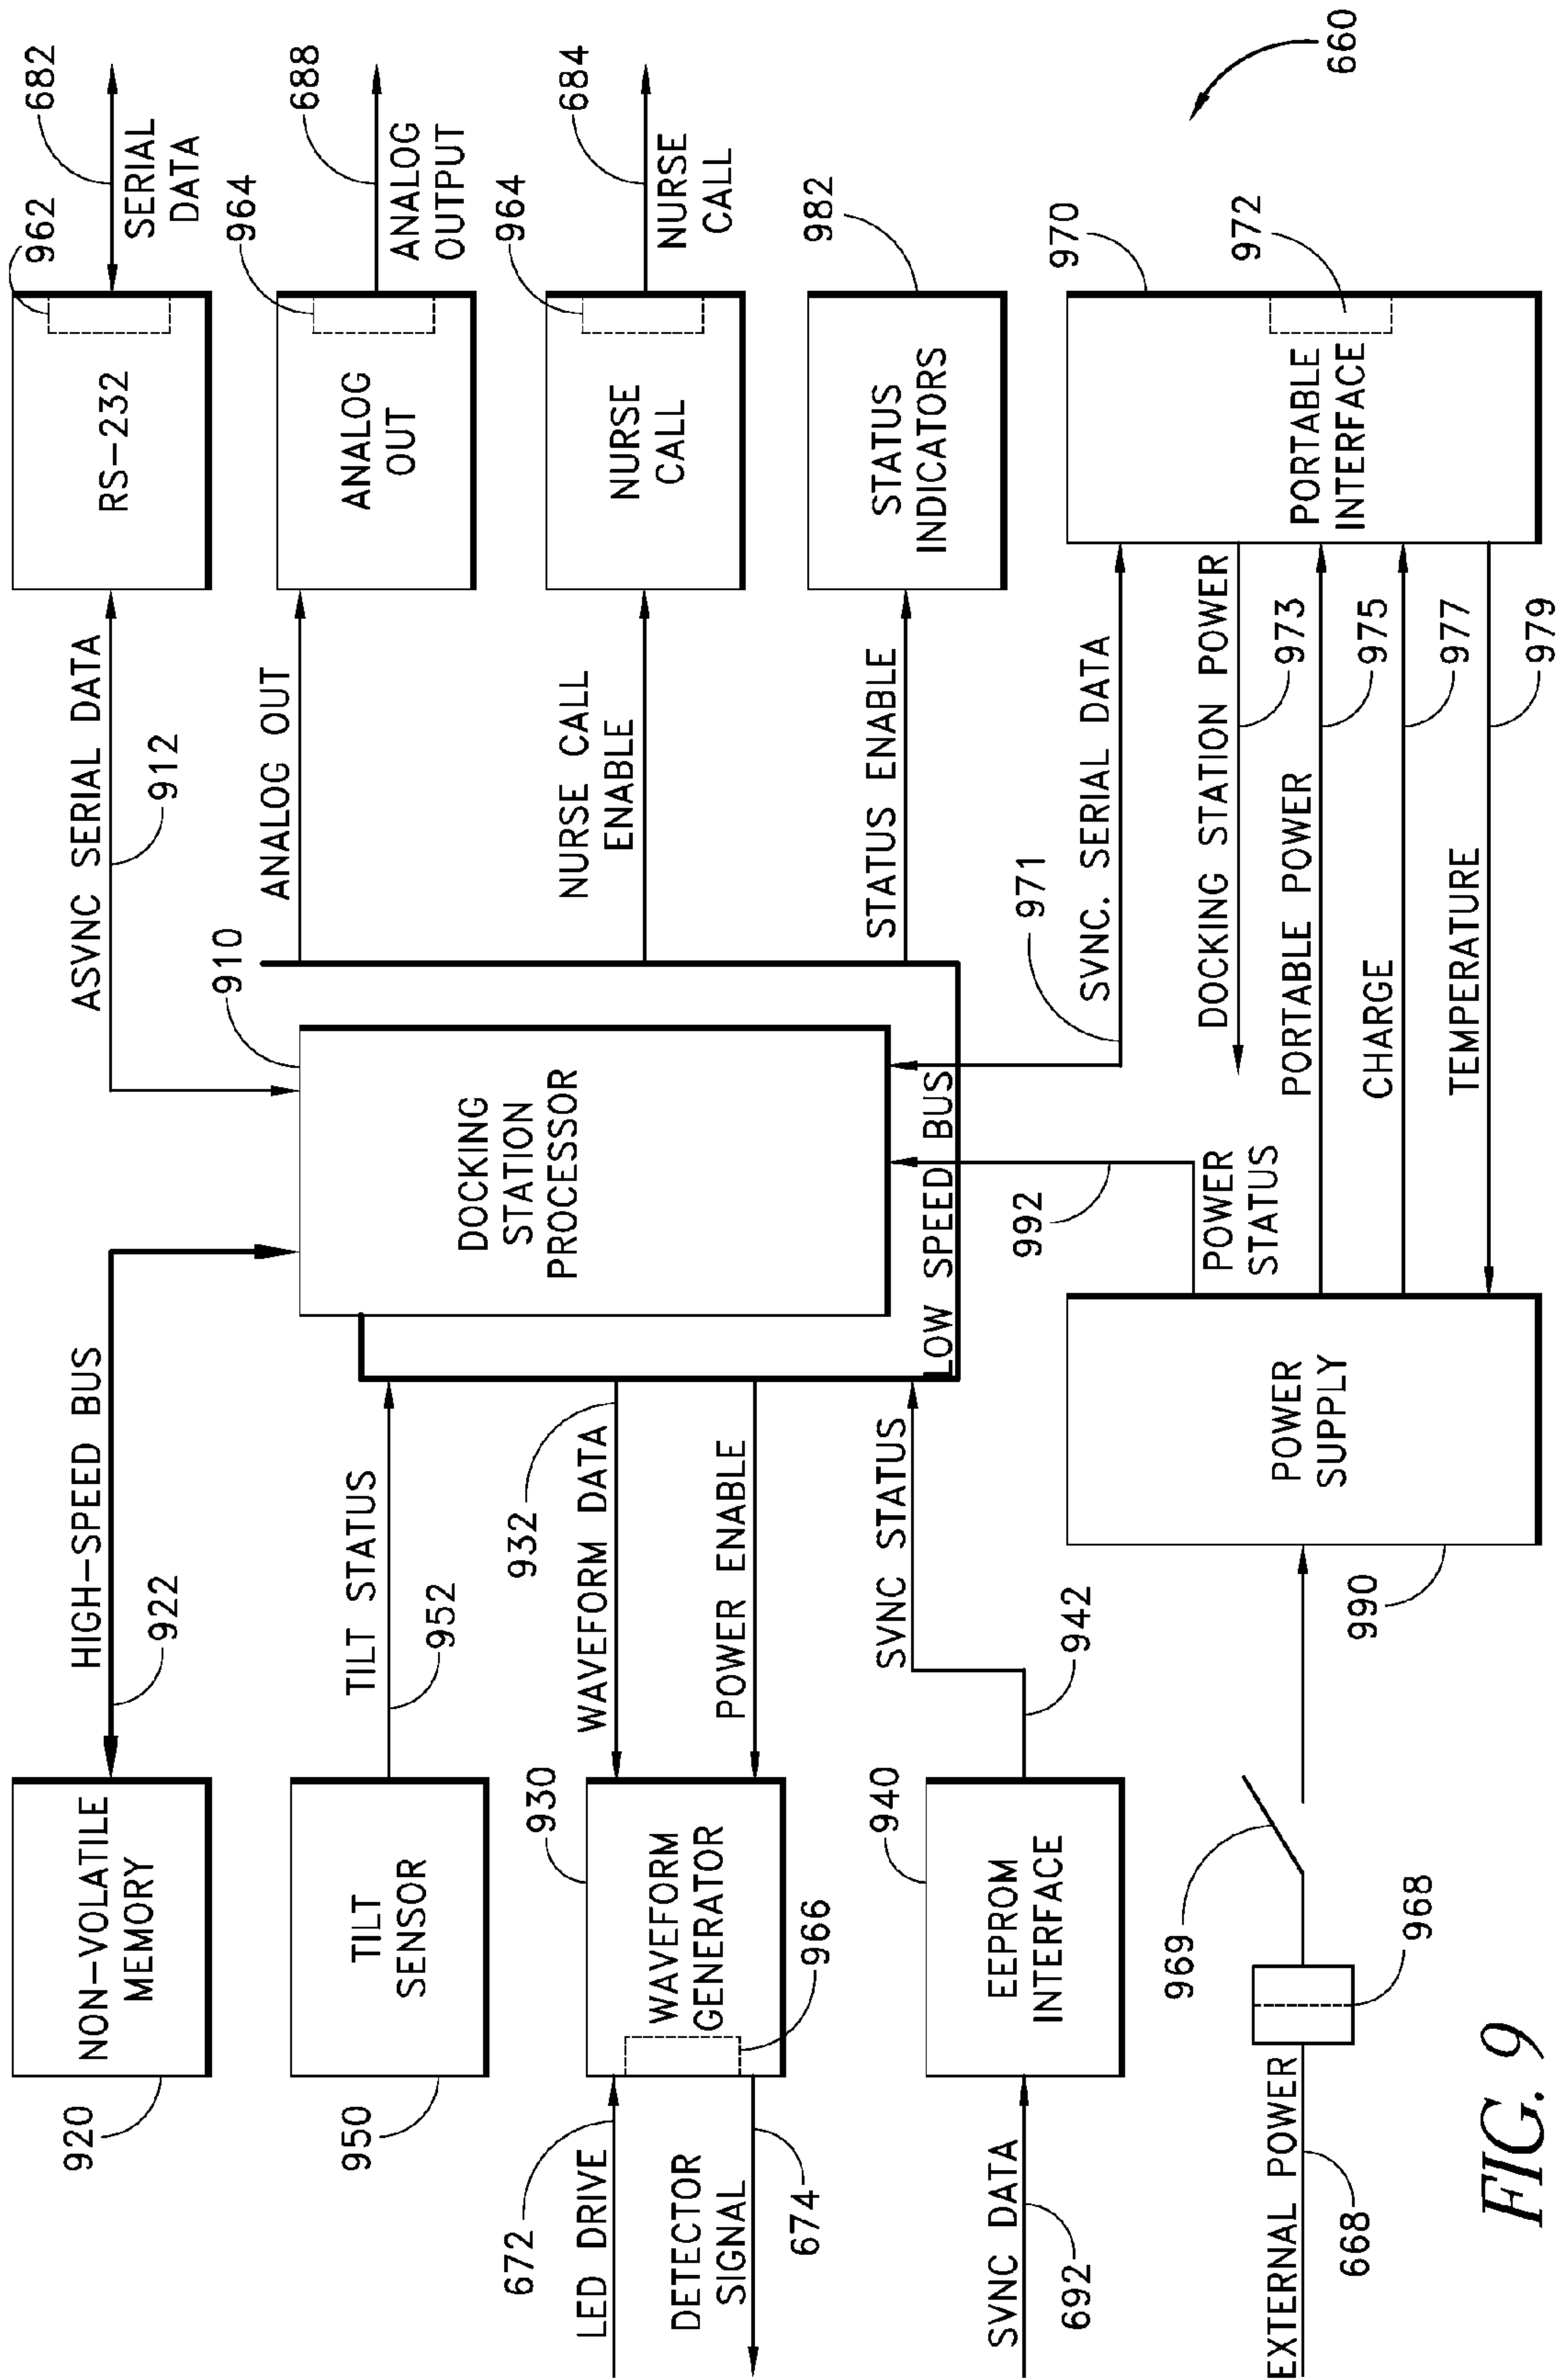 NON-VOLATILE
MEMORY
920
HIGH-SPEED BUS
922
ASVNC SERIAL DATA
912
RS-232
962
682
SERIAL
DATA
TILT
SENSOR
950
TILT STATUS
952
DOCKING
STATION
PROCESSOR
910
ANALOG OUT
ANALOG
OUT
964
688
ANALOG
OUTPUT
672
LED DRIVE
DETECTOR
SIGNAL
674
930
WAVEFORM
GENERATOR
966
932
WAVEFORM DATA
POWER ENABLE
NURSE CALL
ENABLE
NURSE
CALL
964
684
NURSE
CALL
SVNC DATA
692
940
EEPROM
INTERFACE
SVNC STATUS
942
LOW SPEED BUS
STATUS ENABLE
STATUS
INDICATORS
982
EXTERNAL POWER
668
969
968
POWER
SUPPLY
990
992
POWER
STATUS
971
SVNC. SERIAL DATA
DOCKING STATION POWER
973
PORTABLE POWER
975
CHARGE
977
TEMPERATURE
979
PORTABLE
INTERFACE
970
972
660
FIG. 9